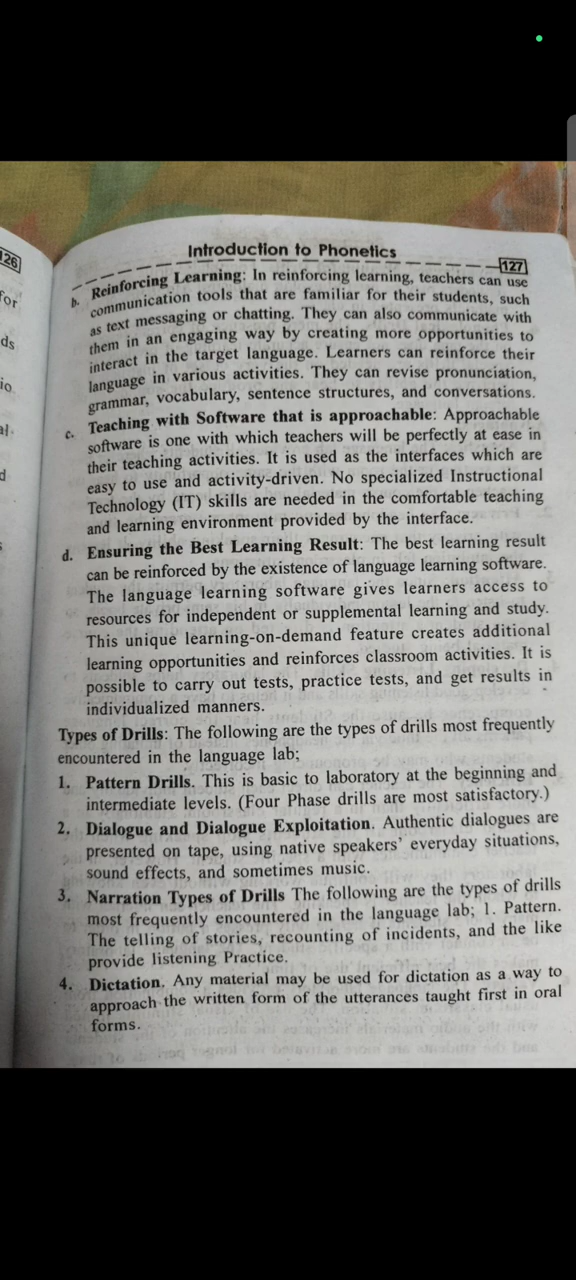 126
for
ds
io
al.
d
Introduction to Phonetics
127
b. Reinforcing Learning: In reinforcing learning, teachers can use
communication tools that are familiar for their students, such
as text messaging or chatting. They can also communicate with
them in an engaging way by creating more opportunities to
interact in the target language. Learners can reinforce their
language in various activities. They can revise pronunciation,
grammar, vocabulary, sentence structures, and conversations.
c. Teaching with Software that is approachable: Approachable
software is one with which teachers will be perfectly at ease in
their teaching activities. It is used as the interfaces which are
easy to use and activity-driven. No specialized Instructional
Technology (IT) skills are needed in the comfortable teaching
and learning environment provided by the interface.
d. Ensuring the Best Learning Result: The best learning result
can be reinforced by the existence of language learning software.
The language learning software gives learners access to
resources for independent or supplemental learning and study.
This unique learning-on-demand feature creates additional
learning opportunities and reinforces classroom activities. It is
possible to carry out tests, practice tests, and get results in
individualized manners.
Types of Drills: The following are the types of drills most frequently
encountered in the language lab;
1. Pattern Drills. This is basic to laboratory at the beginning and
intermediate levels. (Four Phase drills are most satisfactory.)
2. Dialogue and Dialogue Exploitation. Authentic dialogues are
presented on tape, using native speakers' everyday situations,
sound effects, and sometimes music.
3. Narration Types of Drills The following are the types of drills
most frequently encountered in the language lab; 1. Pattern.
The telling of stories, recounting of incidents, and the like
provide listening Practice.
4. Dictation. Any material may be used for dictation as a way to
approach the written form of the utterances taught first in oral
forms.